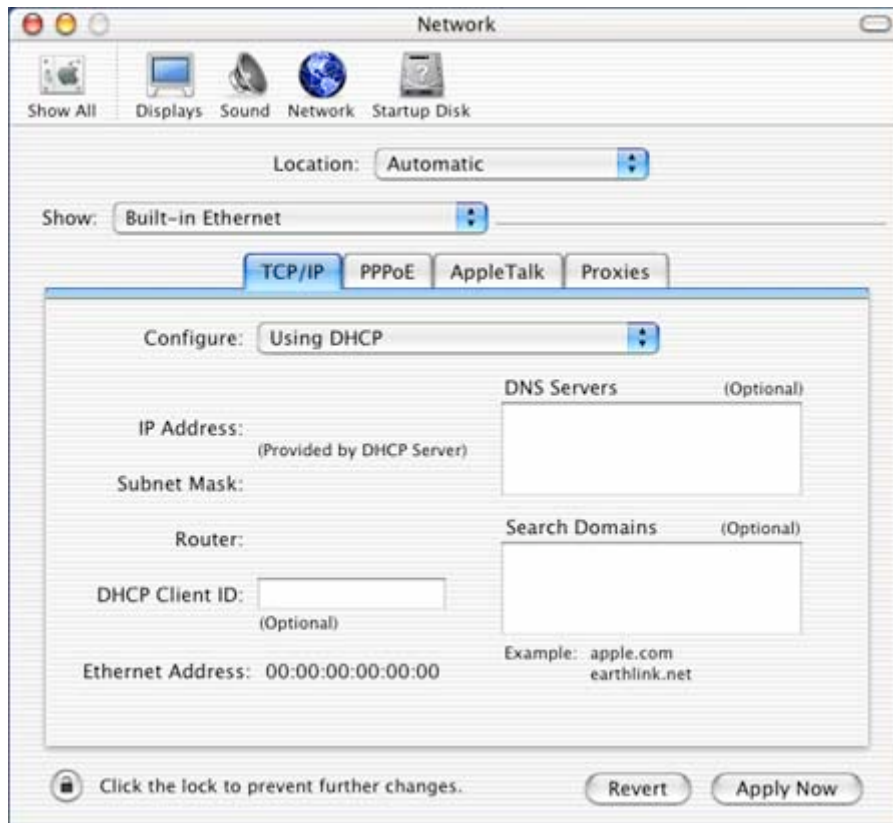 Network
Show All
Displays
Sound
Network
Startup Disk
Location: Automatic
Show: Built-in Ethernet
TCP/IP
PPPoE
AppleTalk
Proxies
Configure: Using DHCP
DNS Servers (Optional)
IP Address:
(Provided by DHCP Server)
Subnet Mask:
Search Domains (Optional)
Router:
DHCP Client ID:
(Optional)
Example: apple.com
earthlink.net
Ethernet Address: 00:00:00:00:00:00
Click the lock to prevent further changes.
Revert
Apply Now